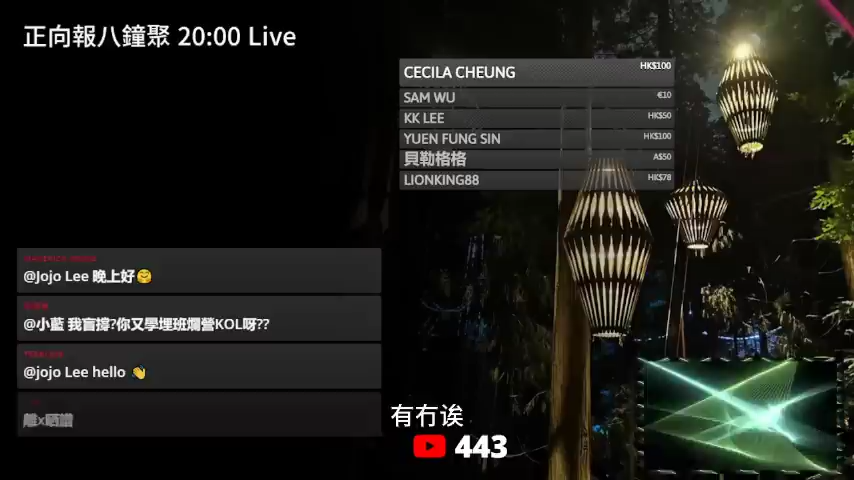 正向報八鐘聚 20:00 Live
CECILA CHEUNG HK$100
SAM WU €10
KK LEE HK$50
YUEN FUNG SIN HK$100
貝勒格格 A$50
LIONKING88 HK$78
@Jojo Lee 晚上好🤗
@小藍 我盲撐?你又學埋班爛營KOL呀??
@jojo Lee hello 👋
有冇诶
443